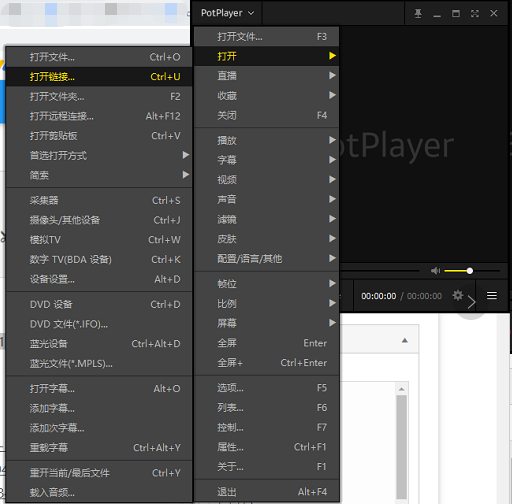 PotPlayer
打开文件... F3
打开
直播
收藏
关闭 F4
播放
字幕
视频
声音
滤镜
皮肤
配置/语言/其他
帧位
比例
屏幕
全屏 Enter
全屏+ Ctrl+Enter
选项... F5
列表... F6
控制... F7
属性... Ctrl+F1
关于... F1
退出 Alt+F4
打开文件... Ctrl+O
打开链接... Ctrl+U
打开文件夹... F2
打开远程连接... Alt+F12
打开剪贴板 Ctrl+V
首选打开方式
简索
采集器 Ctrl+S
摄像头/其他设备 Ctrl+J
模拟TV Ctrl+W
数字 TV(BDA 设备) Ctrl+K
设备设置... Alt+D
DVD 设备 Ctrl+D
DVD 文件(*.IFO)...
蓝光设备 Ctrl+Alt+D
蓝光文件(*.MPLS)...
打开字幕... Alt+O
添加字幕...
添加次字幕...
重载字幕 Ctrl+Alt+Y
重开当前/最后文件 Ctrl+Y
载入音频...
otPlayer
00:00:00 / 00:00:00